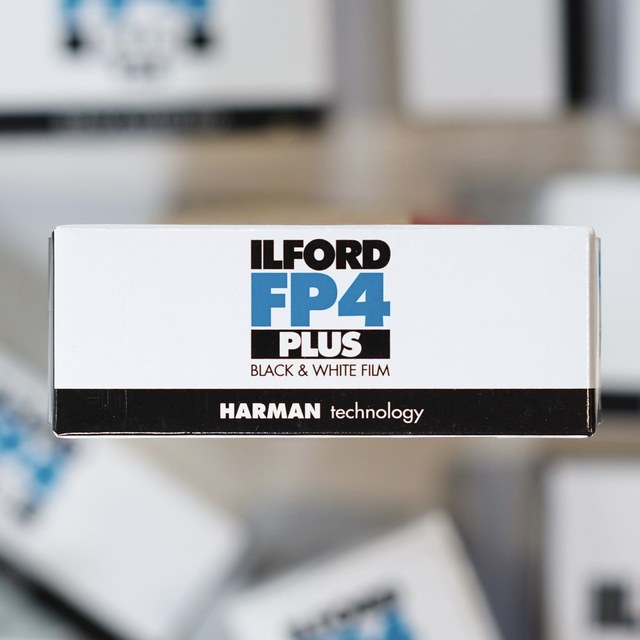 ILFORD
FP4
PLUS
BLACK & WHITE FILM
HARMAN technology